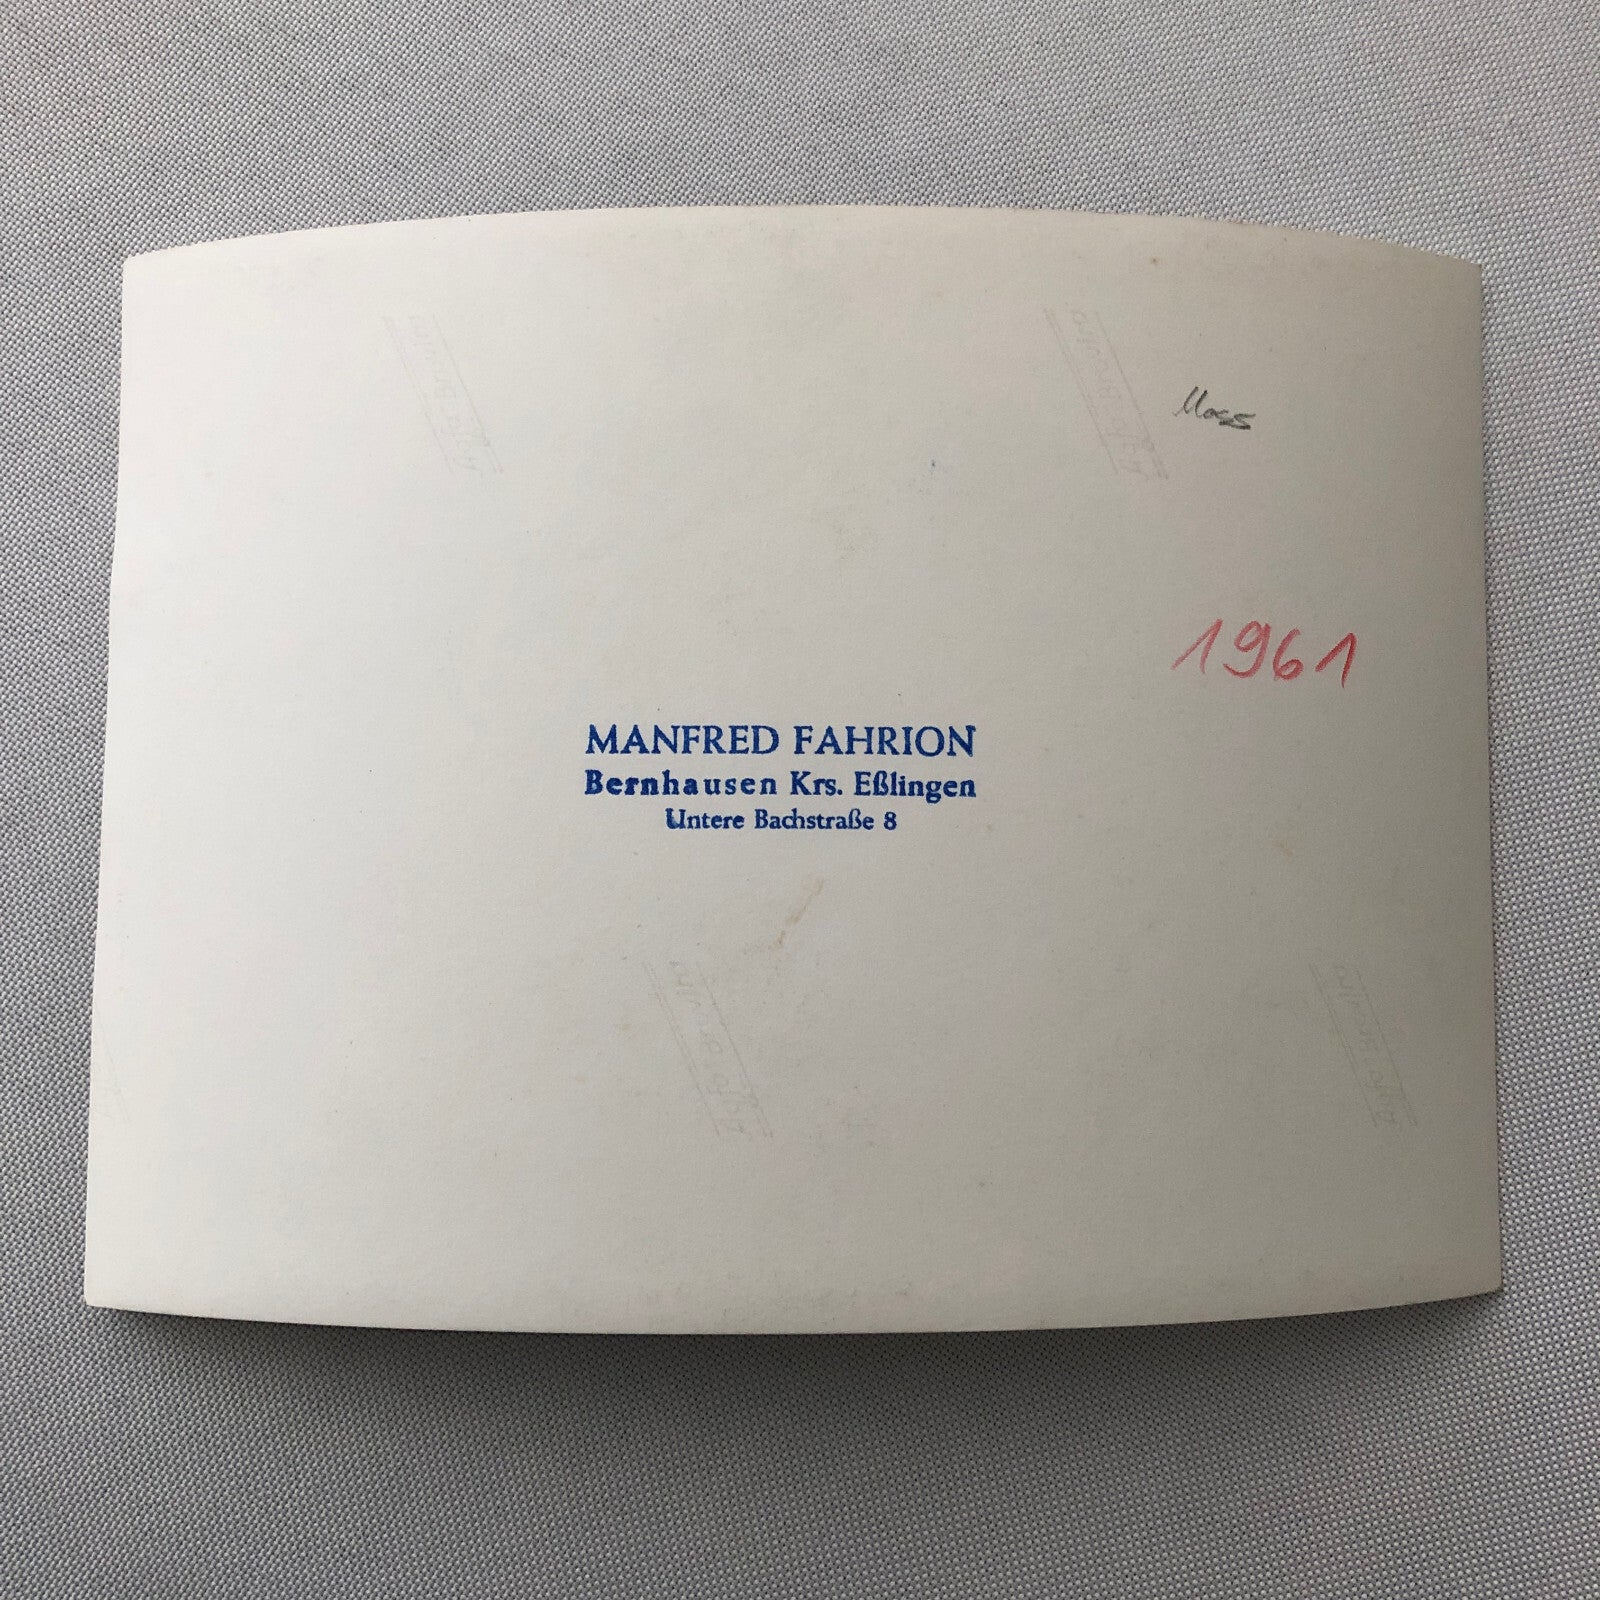 Moss
1961
MANFRED FAHRION
Bernhausen Krs. Eßlingen
Untere Bachstraße 8